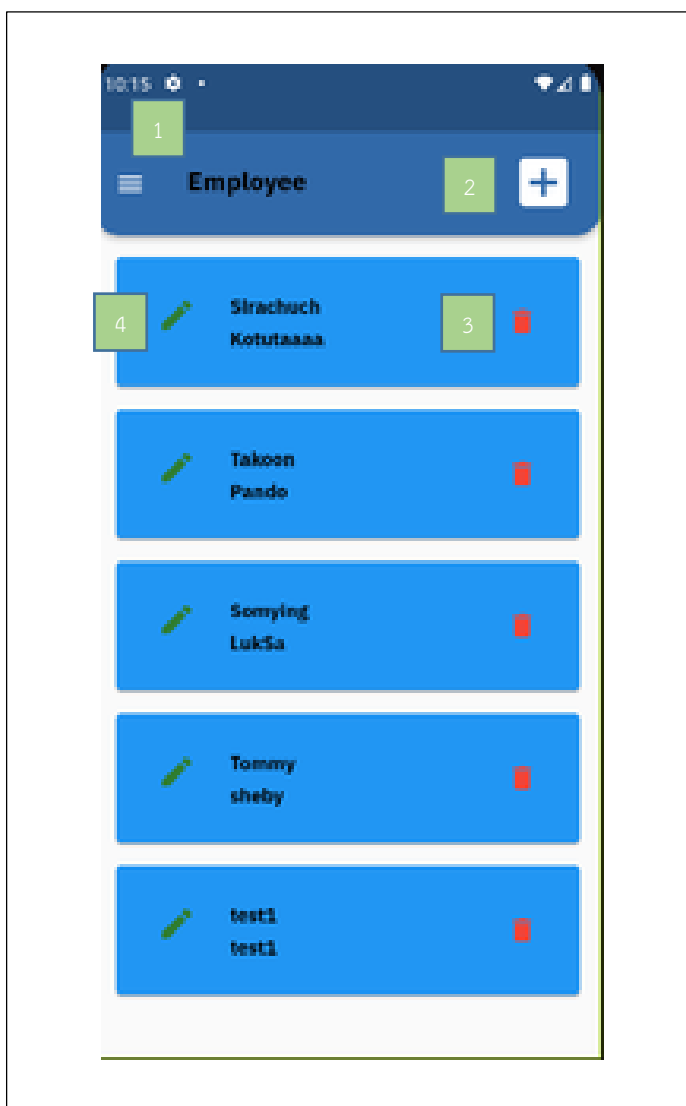 10:15
1
Employee
2
4
Sirachuch
Kotutaaaa
3
Takoon
Pando
Somying
LukSa
Tommy
sheby
test1
test1